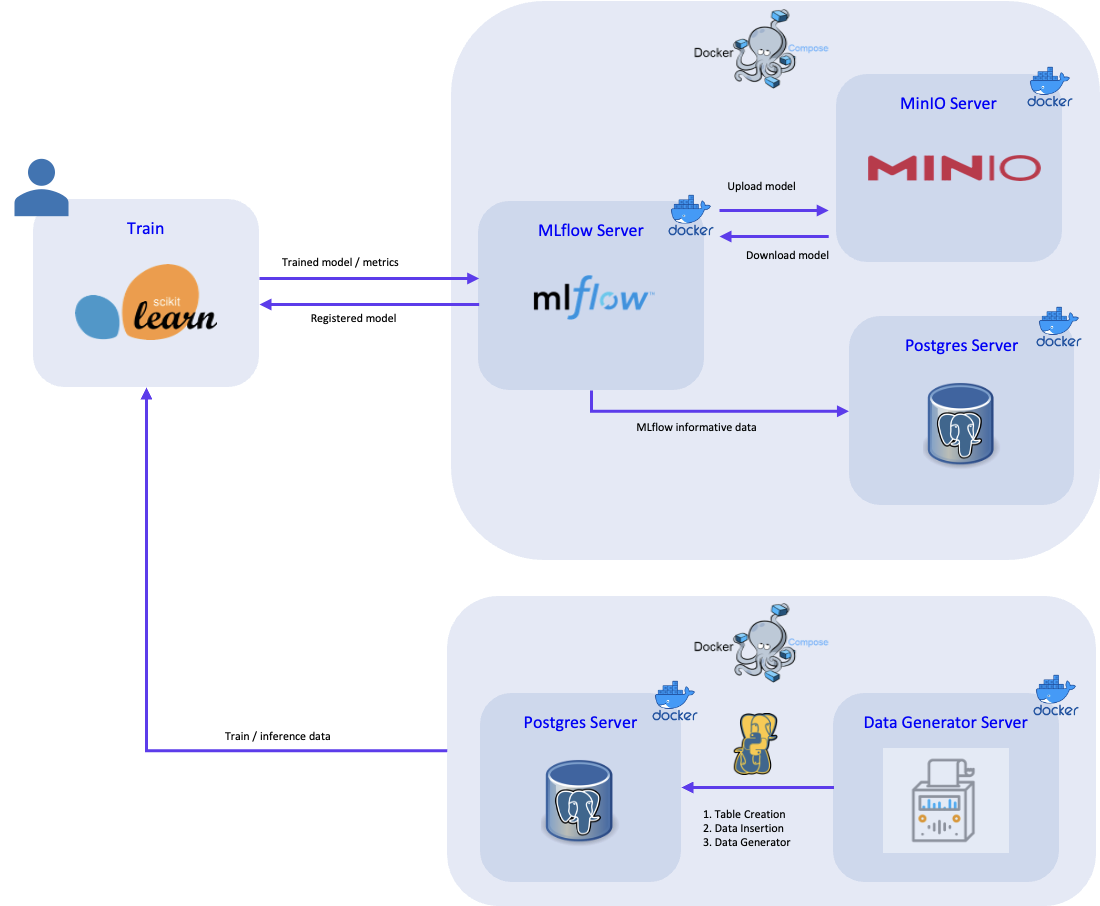 Docker Compose
docker
MinIO Server
MINIO
Train
scikit
learn
Trained model / metrics
Registered model
docker
MLflow Server
mlflow™
Upload model
Download model
docker
Postgres Server
MLflow informative data
Docker Compose
Train / inference data
docker
Postgres Server
1. Table Creation
2. Data Insertion
3. Data Generator
docker
Data Generator Server